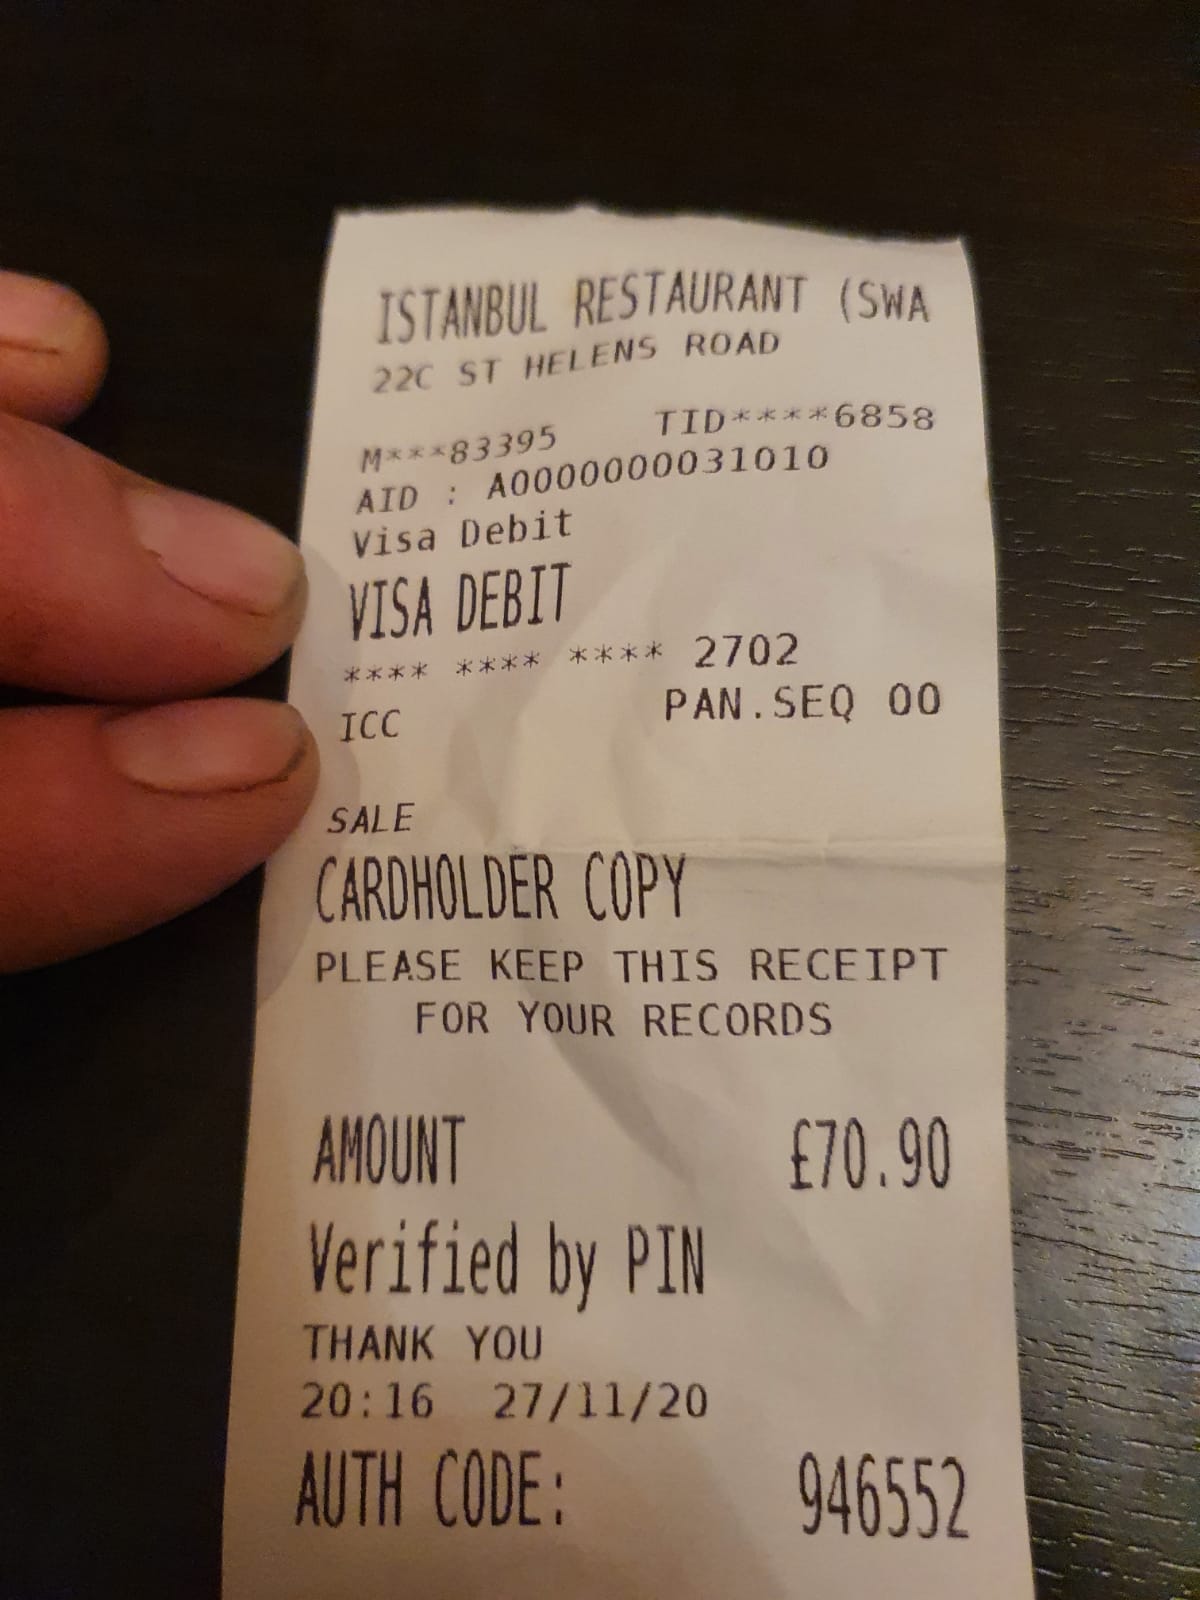 ISTANBUL RESTAURANT (SWA
22C ST HELENS ROAD
M***83395 TID****6858
AID : A0000000031010
Visa Debit
VISA DEBIT
**** **** **** 2702
ICC PAN.SEQ 00
SALE
CARDHOLDER COPY
PLEASE KEEP THIS RECEIPT
FOR YOUR RECORDS
AMOUNT £70.90
Verified by PIN
THANK YOU
20:16 27/11/20
AUTH CODE: 946552